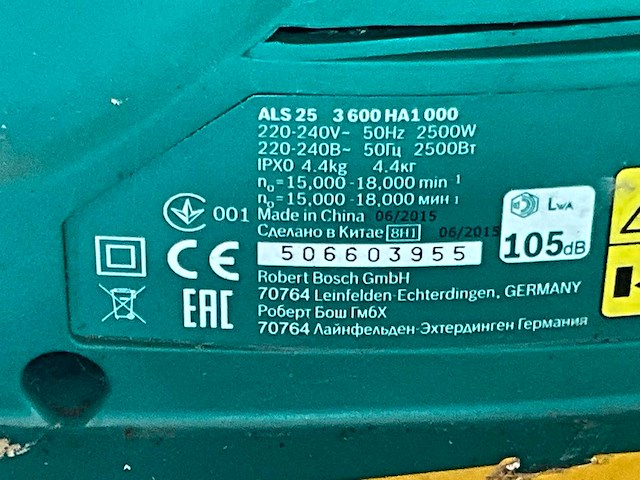 ALS 25 3 600 HA1 000
220-240V~ 50Hz 2500W
220-240В~ 50Гц 2500Вт
IPX0 4.4kg 4.4кг
n₀=15,000-18,000 min⁻¹
n₀=15,000-18,000 мин⁻¹
001 Made in China 06/2015
Сделано в Китае 8H1 06/2015
506603955
CE
EAC
Robert Bosch GmbH
70764 Leinfelden-Echterdingen, GERMANY
Роберт Бош ГмбХ
70764 Лайнфельден-Эхтердинген Германия
LWA
105dB